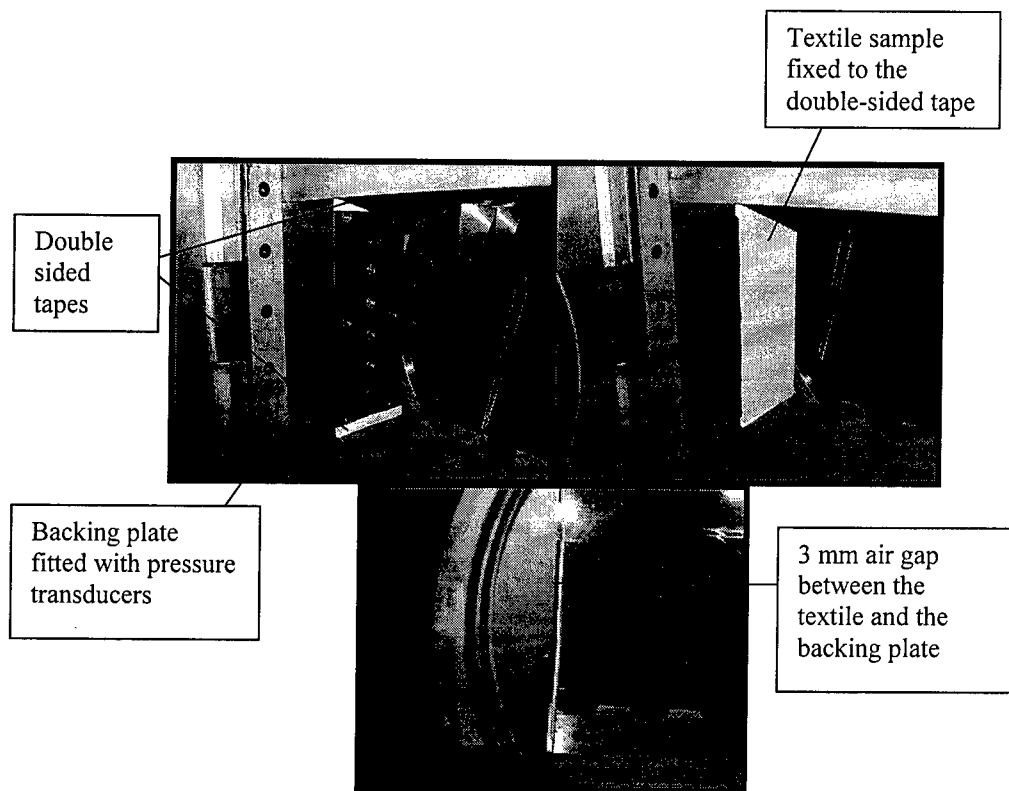 Textile sample
fixed to the
double-sided tape
Double
sided
tapes
Backing plate
fitted with pressure
transducers
3 mm air gap
between the
textile and the
backing plate